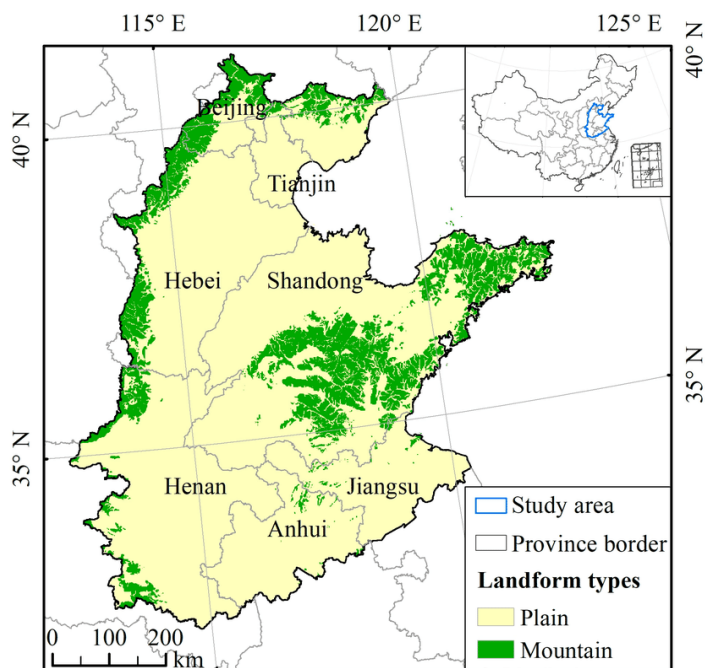 115° E
120° E
125° E
40° N
40° N
Beijing
Tianjin
Hebei
Shandong
35° N
35° N
Henan
Jiangsu
Anhui
Study area
Province border
Landform types
Plain
Mountain
0 100 200
km